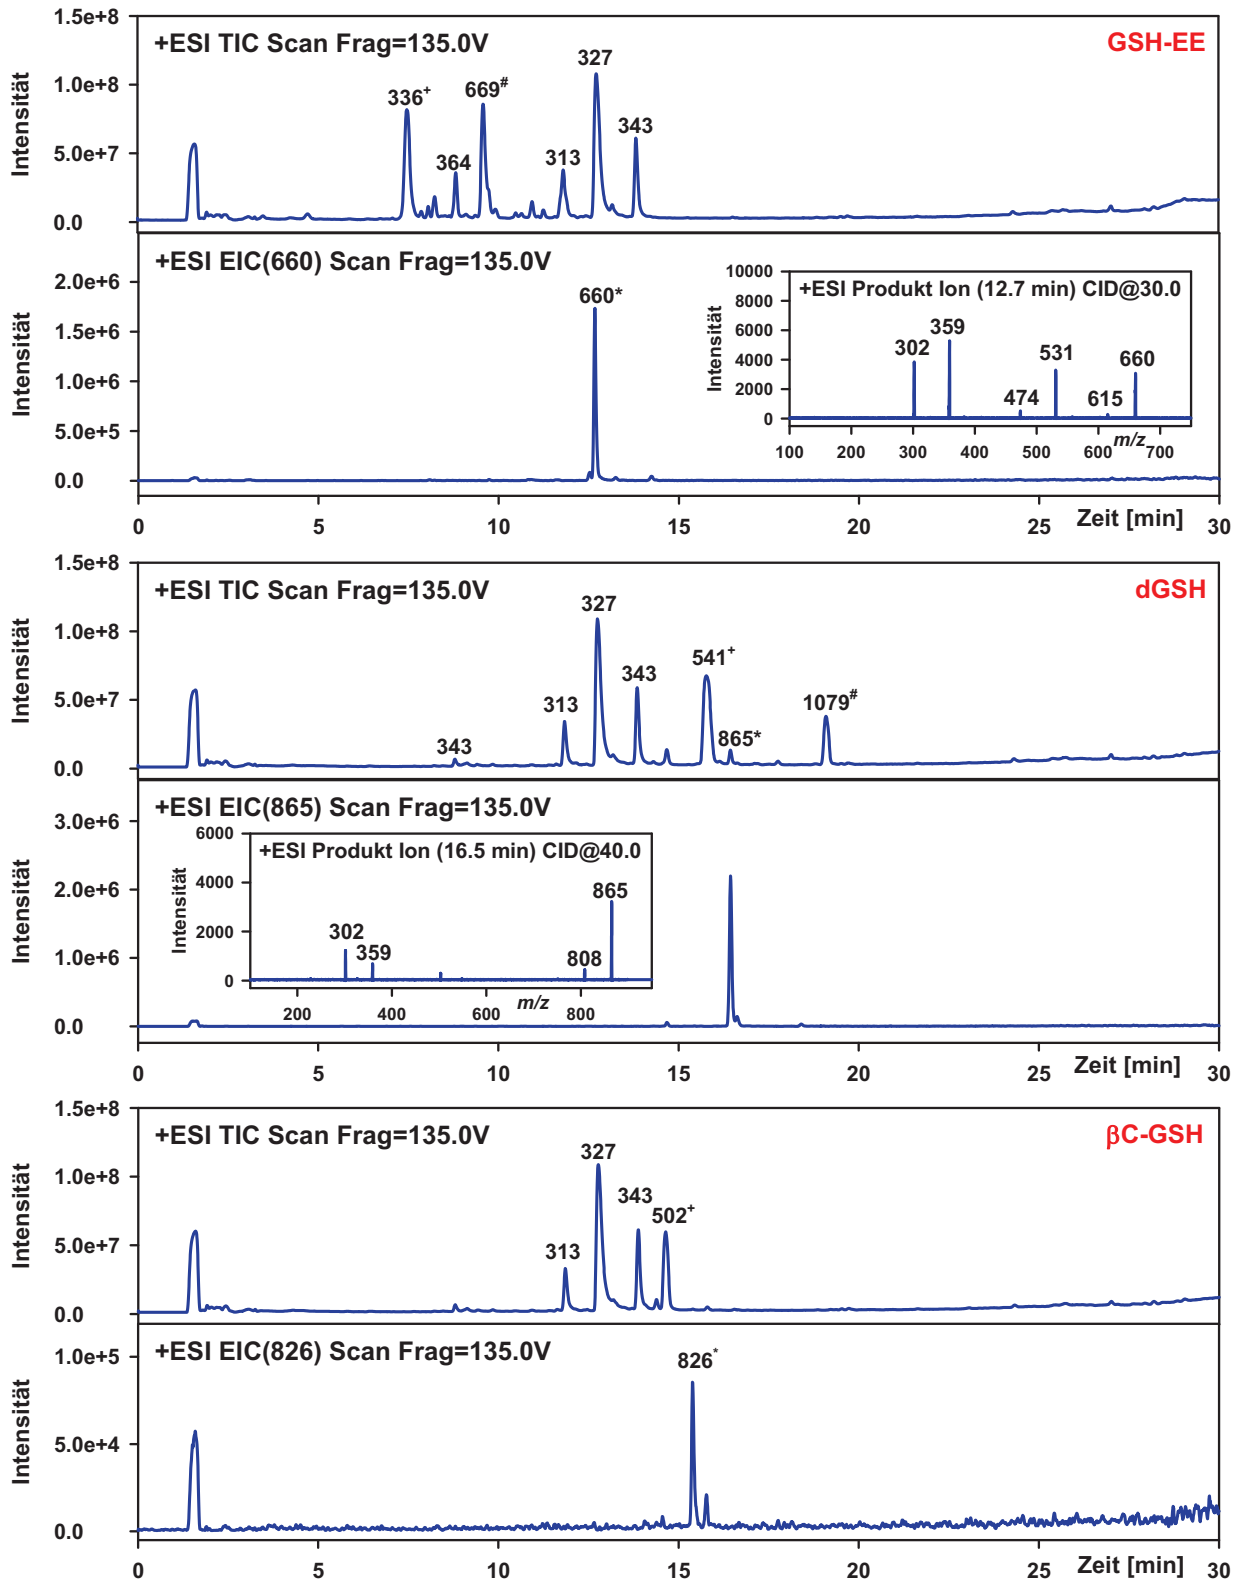 +ESI TIC Scan Frag=135.0V
GSH-EE
Intensität
1.5e+8
1.0e+8
5.0e+7
0.0
336+
364
669#
313
327
343
+ESI EIC(660) Scan Frag=135.0V
Intensität
2.0e+6
1.5e+6
1.0e+6
5.0e+5
0.0
660*
+ESI Produkt Ion (12.7 min) CID@30.0
Intensität
10000
8000
6000
4000
2000
0
302
359
474
531
615
660
100 200 300 400 500 600 m/z 700
0 5 10 15 20 25 Zeit [min] 30
+ESI TIC Scan Frag=135.0V
dGSH
Intensität
1.5e+8
1.0e+8
5.0e+7
0.0
343
313
327
343
541+
865*
1079#
+ESI EIC(865) Scan Frag=135.0V
Intensität
3.0e+6
2.0e+6
1.0e+6
0.0
+ESI Produkt Ion (16.5 min) CID@40.0
Intensität
6000
4000
2000
0
302
359
808
865
200 400 600 m/z 800
0 5 10 15 20 25 Zeit [min] 30
+ESI TIC Scan Frag=135.0V
βC-GSH
Intensität
1.5e+8
1.0e+8
5.0e+7
0.0
313
327
343
502+
+ESI EIC(826) Scan Frag=135.0V
Intensität
1.0e+5
5.0e+4
0.0
826*
0 5 10 15 20 25 Zeit [min] 30